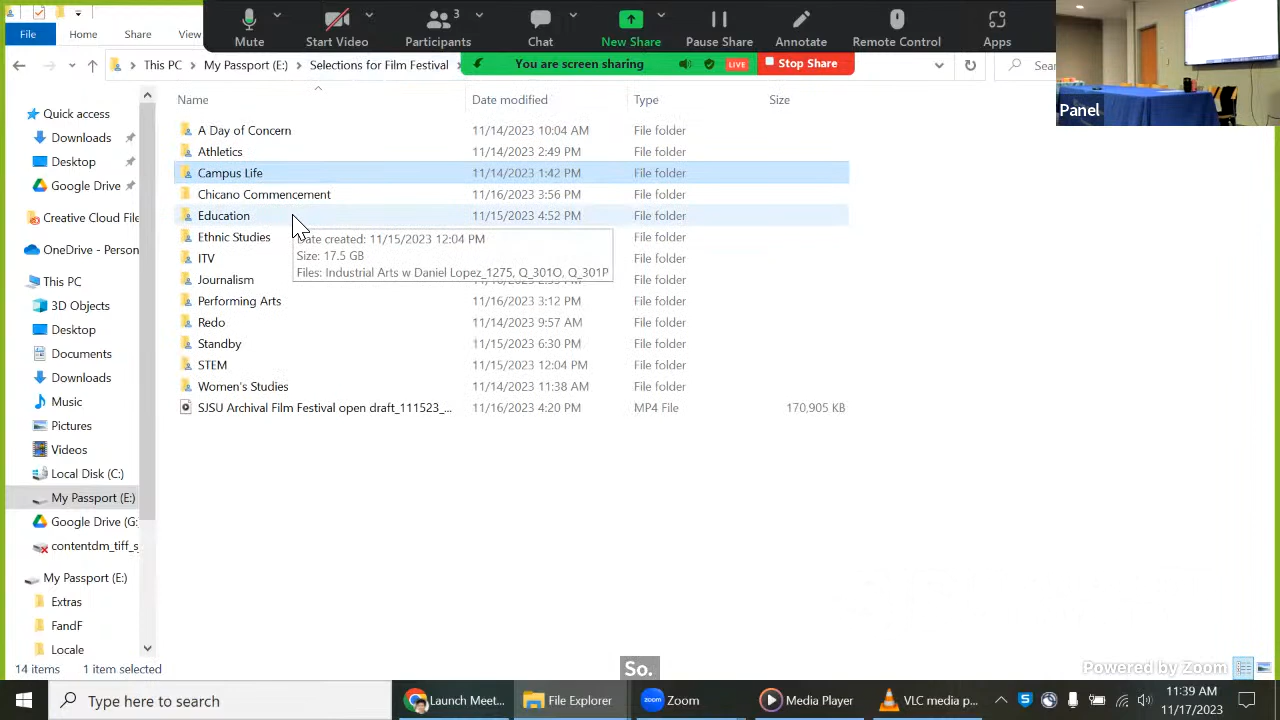 Mute
Start Video
Participants 3
Chat
New Share
Pause Share
Annotate
Remote Control
Apps
File Home Share View
You are screen sharing LIVE Stop Share
This PC My Passport (E:) Selections for Film Festival
Panel
Name Date modified Type Size
A Day of Concern 11/14/2023 10:04 AM File folder
Athletics 11/14/2023 2:49 PM File folder
Campus Life 11/14/2023 1:42 PM File folder
Chicano Commencement 11/16/2023 3:56 PM File folder
Education 11/15/2023 4:52 PM File folder
Ethnic Studies File folder
ITV File folder
Journalism File folder
Performing Arts 11/16/2023 3:12 PM File folder
Redo 11/14/2023 9:57 AM File folder
Standby 11/15/2023 6:30 PM File folder
STEM 11/15/2023 12:04 PM File folder
Women's Studies 11/14/2023 11:38 AM File folder
SJSU Archival Film Festival open draft_111523_... 11/16/2023 4:20 PM MP4 File 170,905 KB
Date created: 11/15/2023 12:04 PM
Size: 17.5 GB
Files: Industrial Arts w Daniel Lopez_1275, Q_301O, Q_301P
Quick access
Downloads
Desktop
Google Drive
Creative Cloud File
OneDrive - Person
This PC
3D Objects
Desktop
Documents
Downloads
Music
Pictures
Videos
Local Disk (C:)
My Passport (E:)
Google Drive (G:
contentdm_tiff_s
My Passport (E:)
Extras
FandF
Locale
14 items 1 item selected
So.
Powered by Zoom
Type here to search
Launch Meet...
File Explorer
Zoom
Media Player
VLC media p...
11:39 AM
11/17/2023